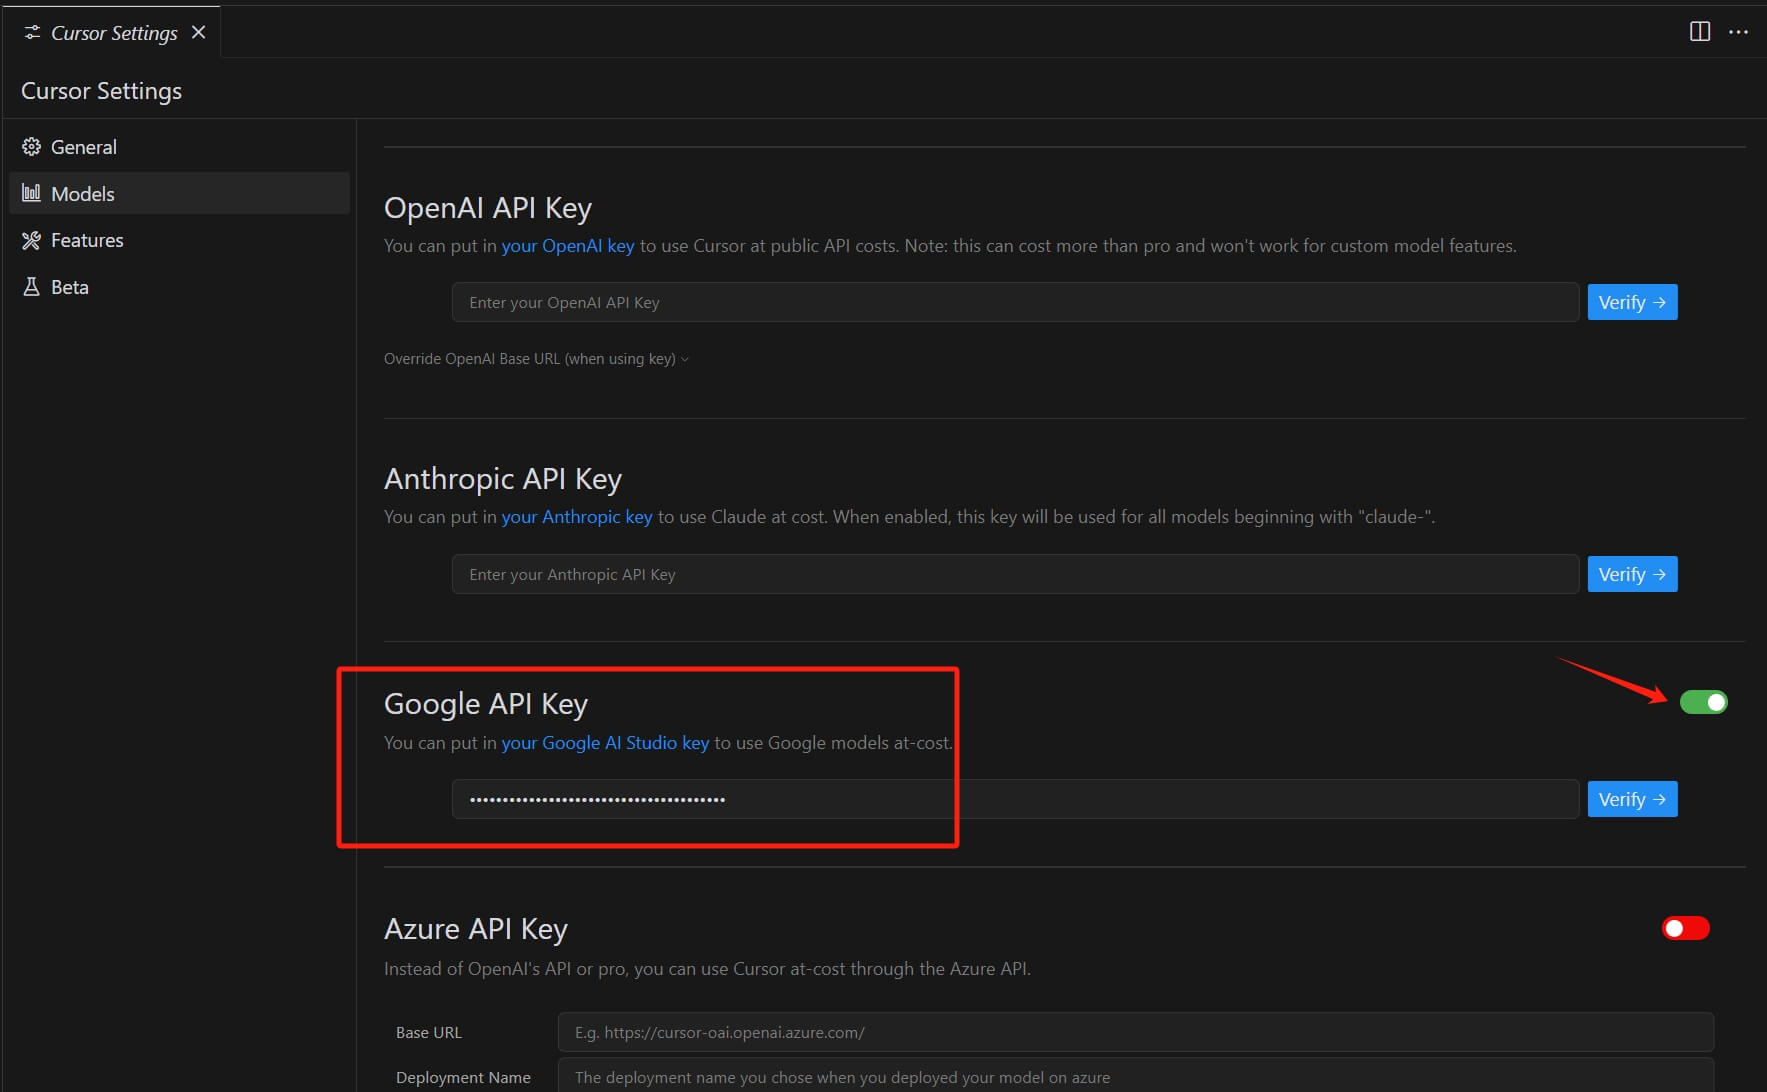 Cursor Settings
Cursor Settings
General
Models
Features
Beta
OpenAI API Key
You can put in your OpenAI key to use Cursor at public API costs. Note: this can cost more than pro and won't work for custom model features.
Enter your OpenAI API Key
Verify →
Override OpenAI Base URL (when using key)
Anthropic API Key
You can put in your Anthropic key to use Claude at cost. When enabled, this key will be used for all models beginning with "claude-".
Enter your Anthropic API Key
Verify →
Google API Key
You can put in your Google AI Studio key to use Google models at-cost.
•••••••••••••••••••••••••••••••••••••••
Verify →
Azure API Key
Instead of OpenAI's API or pro, you can use Cursor at-cost through the Azure API.
Base URL
E.g. https://cursor-oai.openai.azure.com/
Deployment Name
The deployment name you chose when you deployed your model on azure